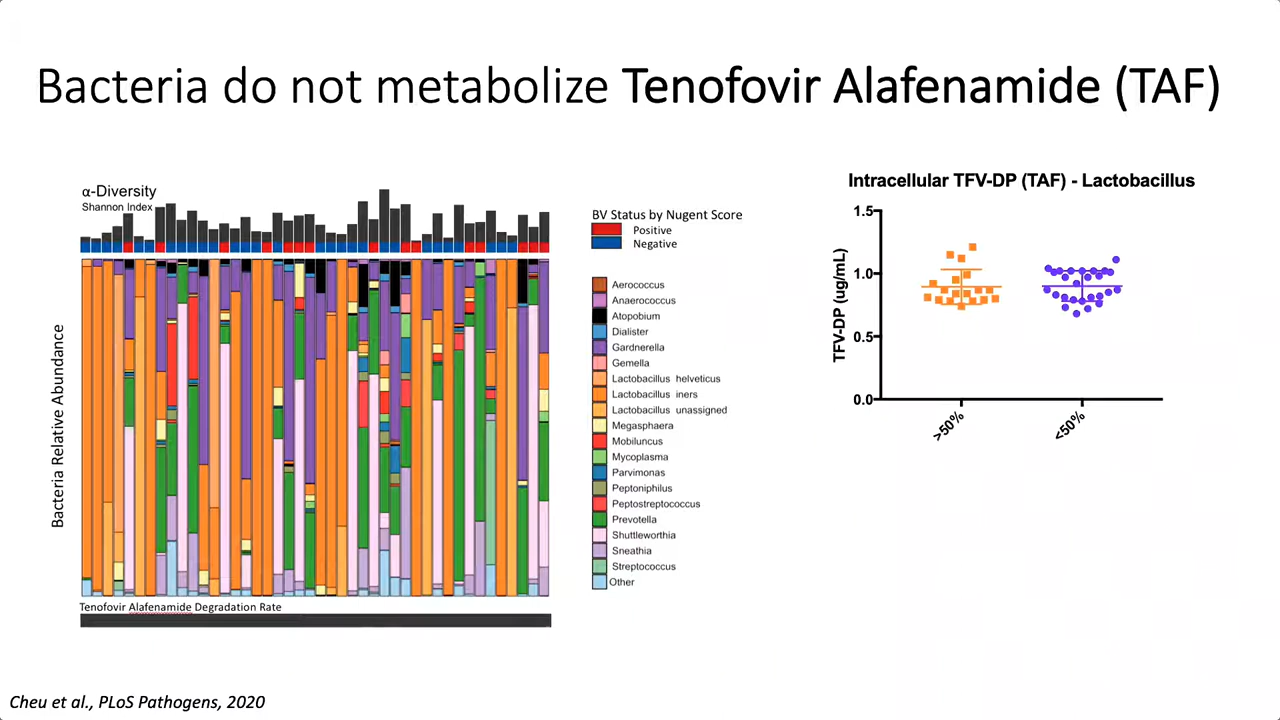 Bacteria do not metabolize Tenofovir Alafenamide (TAF)
α-Diversity
Shannon Index
Bacteria Relative Abundance
Tenofovir Alafenamide Degradation Rate
BV Status by Nugent Score
Positive
Negative
Aerococcus
Anaerococcus
Atopobium
Dialister
Gardnerella
Gemella
Lactobacillus helveticus
Lactobacillus iners
Lactobacillus unassigned
Megasphaera
Mobiluncus
Mycoplasma
Parvimonas
Peptoniphilus
Peptostreptococcus
Prevotella
Shuttleworthia
Sneathia
Streptococcus
Other
Intracellular TFV-DP (TAF) - Lactobacillus
TFV-DP (ug/mL)
1.5
1.0
0.5
0.0
>50%
<50%
Cheu et al., PLoS Pathogens, 2020